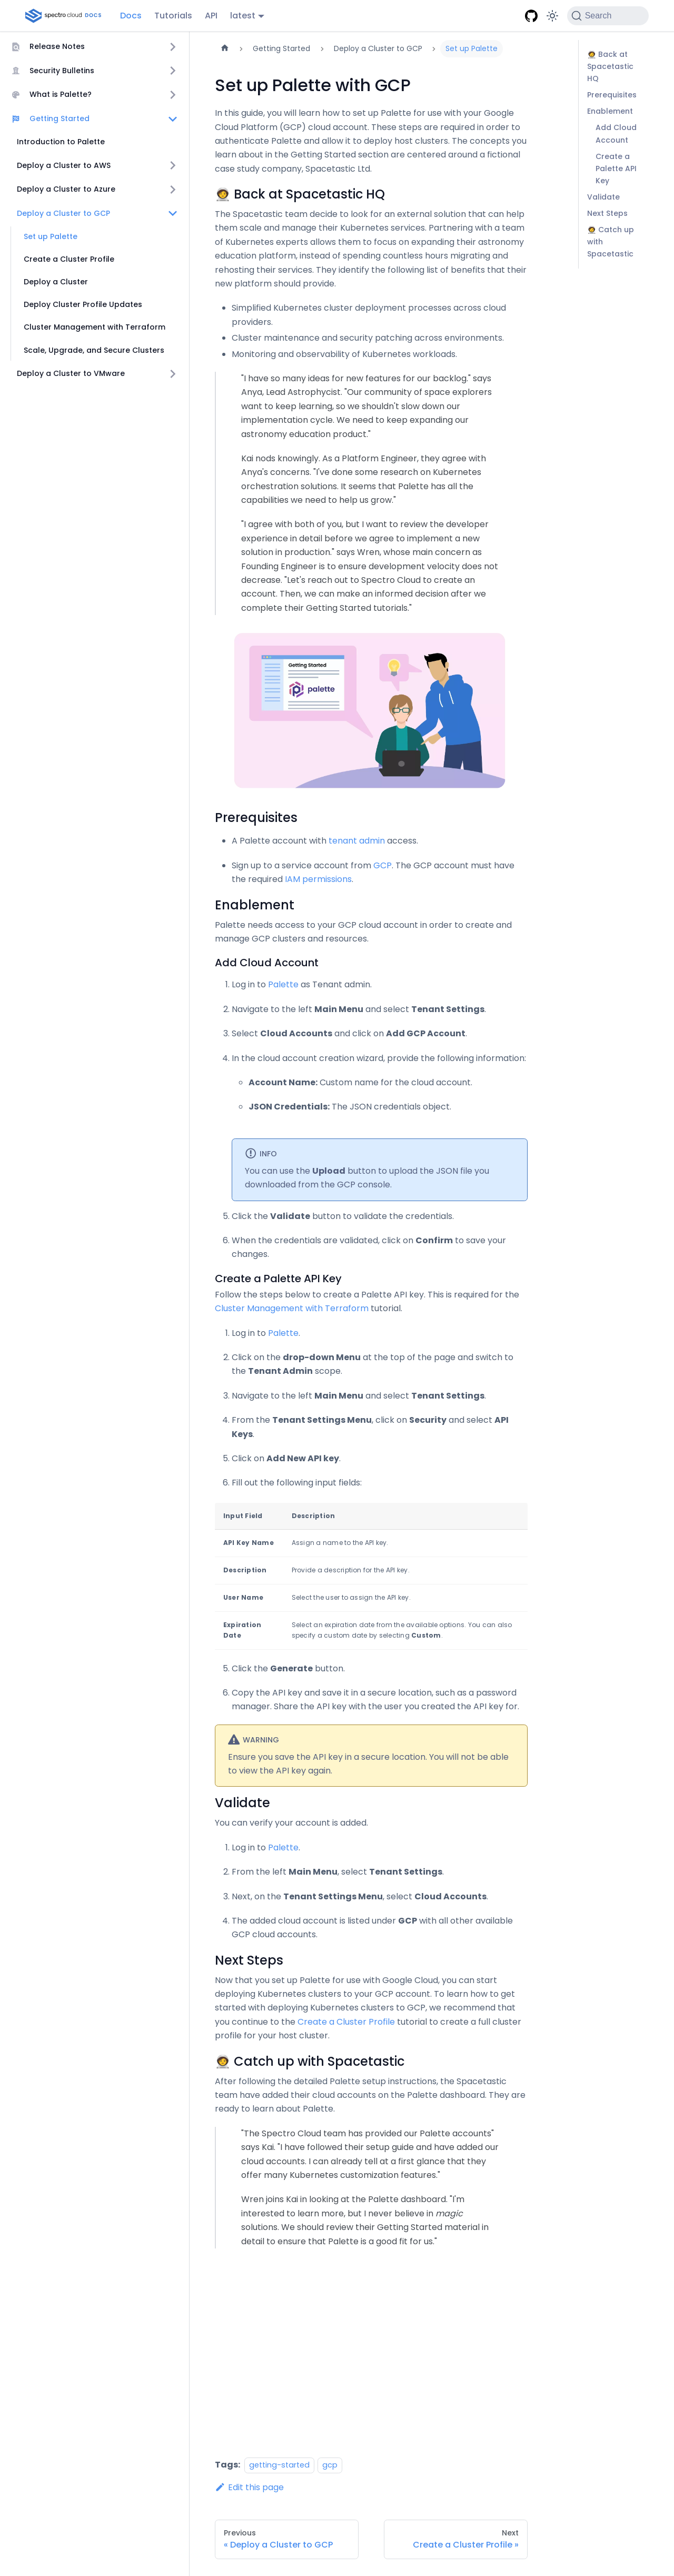 spectro cloud DOCS
Docs
Tutorials
API
latest
Search
Release Notes
Security Bulletins
What is Palette?
Getting Started
Introduction to Palette
Deploy a Cluster to AWS
Deploy a Cluster to Azure
Deploy a Cluster to GCP
Set up Palette
Create a Cluster Profile
Deploy a Cluster
Deploy Cluster Profile Updates
Cluster Management with Terraform
Scale, Upgrade, and Secure Clusters
Deploy a Cluster to VMware
Getting Started
Deploy a Cluster to GCP
Set up Palette
Set up Palette with GCP
In this guide, you will learn how to set up Palette for use with your Google
Cloud Platform (GCP) cloud account. These steps are required in order to
authenticate Palette and allow it to deploy host clusters. The concepts you
learn about in the Getting Started section are centered around a fictional
case study company, Spacetastic Ltd.
🧑‍🚀 Back at Spacetastic HQ
The Spacetastic team decide to look for an external solution that can help
them scale and manage their Kubernetes services. Partnering with a team
of Kubernetes experts allows them to focus on expanding their astronomy
education platform, instead of spending countless hours migrating and
rehosting their services. They identify the following list of benefits that their
new platform should provide.
Simplified Kubernetes cluster deployment processes across cloud
providers.
Cluster maintenance and security patching across environments.
Monitoring and observability of Kubernetes workloads.
"I have so many ideas for new features for our backlog." says
Anya, Lead Astrophycist. "Our community of space explorers
want to keep learning, so we shouldn't slow down our
implementation cycle. We need to keep expanding our
astronomy education product."
Kai nods knowingly. As a Platform Engineer, they agree with
Anya's concerns. "I've done some research on Kubernetes
orchestration solutions. It seems that Palette has all the
capabilities we need to help us grow."
"I agree with both of you, but I want to review the developer
experience in detail before we agree to implement a new
solution in production." says Wren, whose main concern as
Founding Engineer is to ensure development velocity does not
decrease. "Let's reach out to Spectro Cloud to create an
account. Then, we can make an informed decision after we
complete their Getting Started tutorials."
Getting Started
palette
Prerequisites
A Palette account with tenant admin access.
Sign up to a service account from GCP. The GCP account must have
the required IAM permissions.
Enablement
Palette needs access to your GCP cloud account in order to create and
manage GCP clusters and resources.
Add Cloud Account
1. Log in to Palette as Tenant admin.
2. Navigate to the left Main Menu and select Tenant Settings.
3. Select Cloud Accounts and click on Add GCP Account.
4. In the cloud account creation wizard, provide the following information:
Account Name: Custom name for the cloud account.
JSON Credentials: The JSON credentials object.
INFO
You can use the Upload button to upload the JSON file you
downloaded from the GCP console.
5. Click the Validate button to validate the credentials.
6. When the credentials are validated, click on Confirm to save your
changes.
Create a Palette API Key
Follow the steps below to create a Palette API key. This is required for the
Cluster Management with Terraform tutorial.
1. Log in to Palette.
2. Click on the drop-down Menu at the top of the page and switch to
the Tenant Admin scope.
3. Navigate to the left Main Menu and select Tenant Settings.
4. From the Tenant Settings Menu, click on Security and select API
Keys.
5. Click on Add New API key.
6. Fill out the following input fields:
Input Field Description
API Key Name Assign a name to the API key.
Description Provide a description for the API key.
User Name Select the user to assign the API key.
Expiration Select an expiration date from the available options. You can also
Date specify a custom date by selecting Custom.
5. Click the Generate button.
6. Copy the API key and save it in a secure location, such as a password
manager. Share the API key with the user you created the API key for.
WARNING
Ensure you save the API key in a secure location. You will not be able
to view the API key again.
Validate
You can verify your account is added.
1. Log in to Palette.
2. From the left Main Menu, select Tenant Settings.
3. Next, on the Tenant Settings Menu, select Cloud Accounts.
4. The added cloud account is listed under GCP with all other available
GCP cloud accounts.
Next Steps
Now that you set up Palette for use with Google Cloud, you can start
deploying Kubernetes clusters to your GCP account. To learn how to get
started with deploying Kubernetes clusters to GCP, we recommend that
you continue to the Create a Cluster Profile tutorial to create a full cluster
profile for your host cluster.
🧑‍🚀 Catch up with Spacetastic
After following the detailed Palette setup instructions, the Spacetastic
team have added their cloud accounts on the Palette dashboard. They are
ready to learn about Palette.
"The Spectro Cloud team has provided our Palette accounts"
says Kai. "I have followed their setup guide and have added our
cloud accounts. I can already tell at a first glance that they
offer many Kubernetes customization features."
Wren joins Kai in looking at the Palette dashboard. "I'm
interested to learn more, but I never believe in magic
solutions. We should review their Getting Started material in
detail to ensure that Palette is a good fit for us."
Tags: getting-started gcp
Edit this page
Previous
« Deploy a Cluster to GCP
Next
Create a Cluster Profile »
🧑‍🚀 Back at
Spacetastic
HQ
Prerequisites
Enablement
Add Cloud
Account
Create a
Palette API
Key
Validate
Next Steps
🧑‍🚀 Catch up
with
Spacetastic